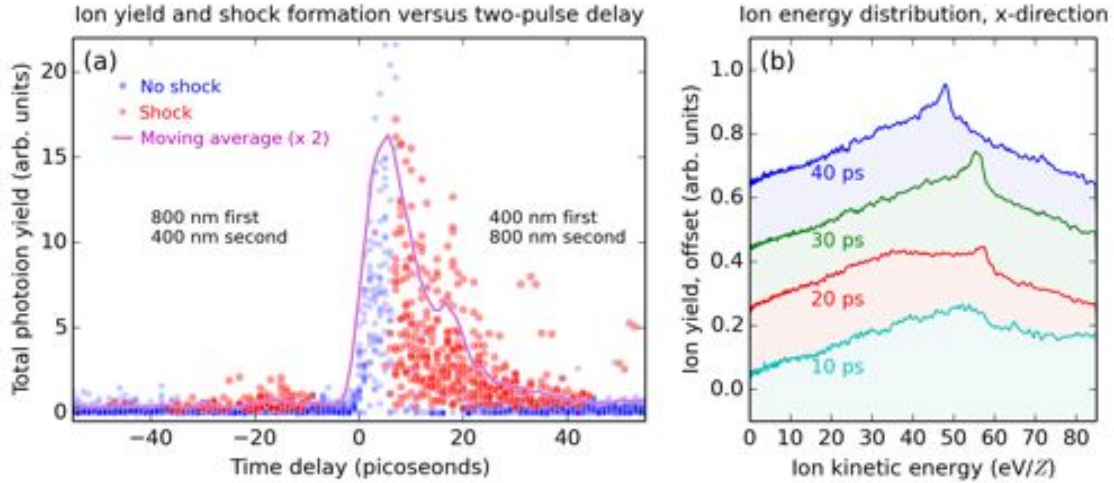 Ion yield and shock formation versus two-pulse delay
(a)
No shock
Shock
Moving average (x 2)
800 nm first
400 nm second
400 nm first
800 nm second
Total photoion yield (arb. units)
20
15
10
5
0
−40
−20
0
20
40
Time delay (picoseconds)
Ion energy distribution, x-direction
(b)
40 ps
30 ps
20 ps
10 ps
Ion yield, offset (arb. units)
1.0
0.8
0.6
0.4
0.2
0.0
0
10
20
30
40
50
60
70
80
Ion kinetic energy (eV/Z)